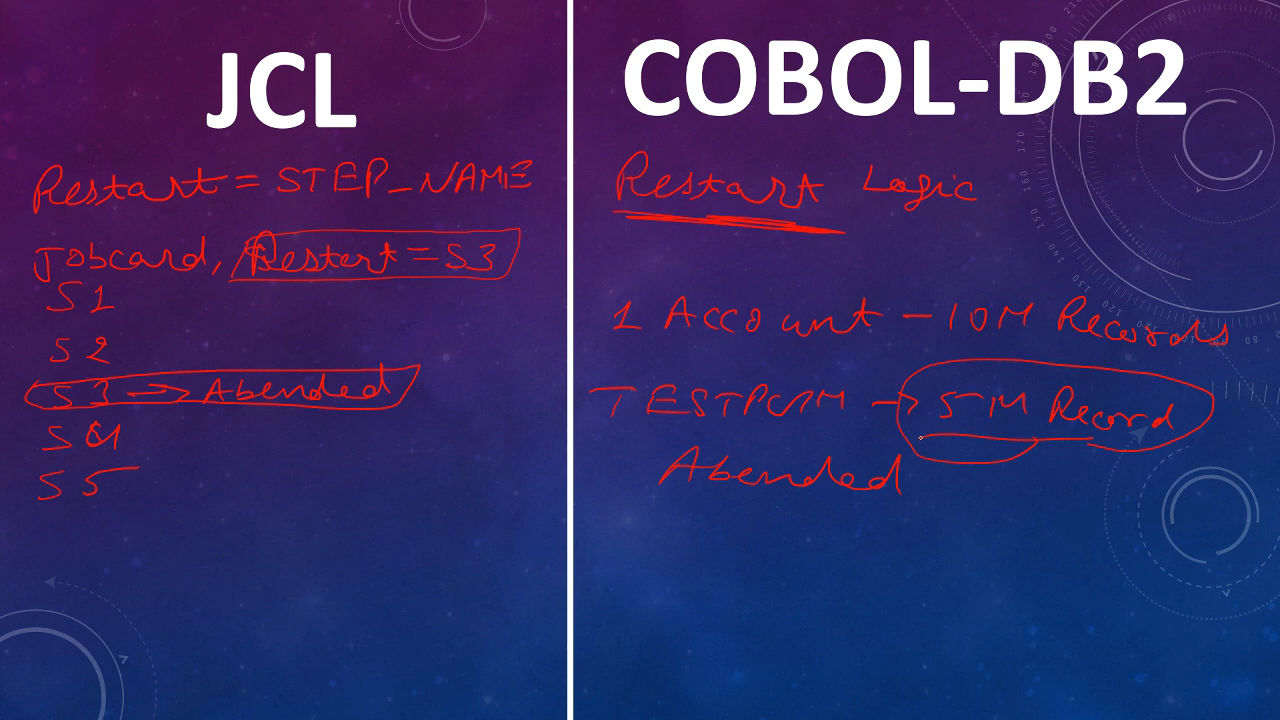 JCL
Restart = STEP_NAME
Jobcard, Restart = S3
S1
S2
S3 → Abended
S4
S5
COBOL-DB2
Restart Logic
1 Account - 10M Records
TESTPGM → 5M Record
Abended